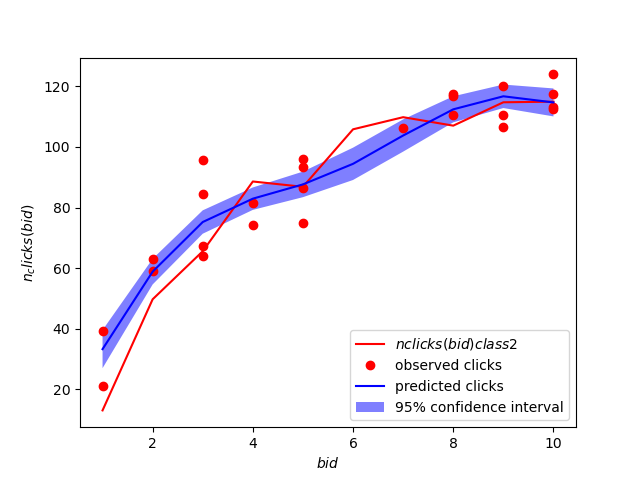 120
100
80
60
40
20
n_clicks(bid)
2
4
6
8
10
bid
nclicks(bid)class2
observed clicks
predicted clicks
95% confidence interval